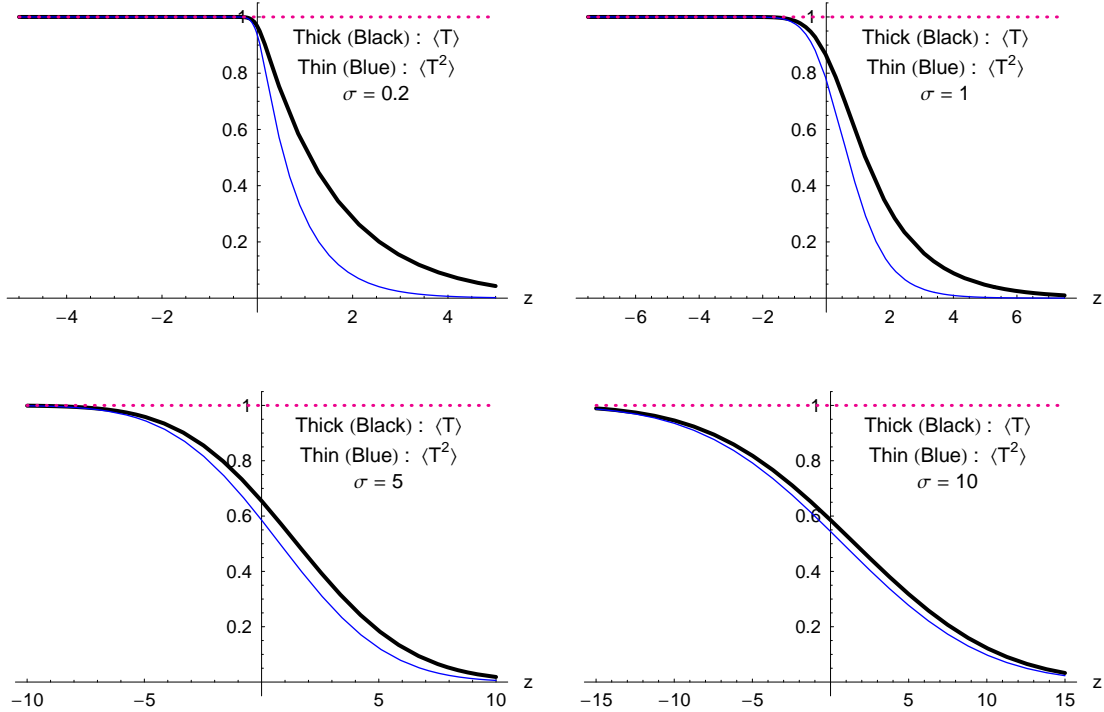 1
Thick (Black) : ⟨T⟩
Thin (Blue) : ⟨T²⟩
σ = 0.2
0.8
0.6
0.4
0.2
−4 −2 2 4 z
1
Thick (Black) : ⟨T⟩
Thin (Blue) : ⟨T²⟩
σ = 1
0.8
0.6
0.4
0.2
−6 −4 −2 2 4 6 z
1
Thick (Black) : ⟨T⟩
Thin (Blue) : ⟨T²⟩
σ = 5
0.8
0.6
0.4
0.2
−10 −5 5 10 z
1
Thick (Black) : ⟨T⟩
Thin (Blue) : ⟨T²⟩
σ = 10
0.8
0.6
0.4
0.2
−15 −10 −5 5 10 15 z